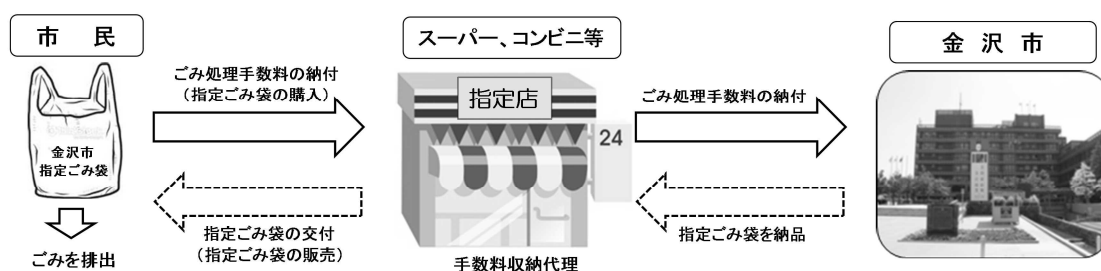 市　民
スーパー、コンビニ等
金　沢　市
ごみ処理手数料の納付
（指定ごみ袋の購入）
指定店
ごみ処理手数料の納付
24
金沢市
指定ごみ袋
指定ごみ袋の交付
（指定ごみ袋の販売）
指定ごみ袋を納品
ごみを排出
手数料収納代理